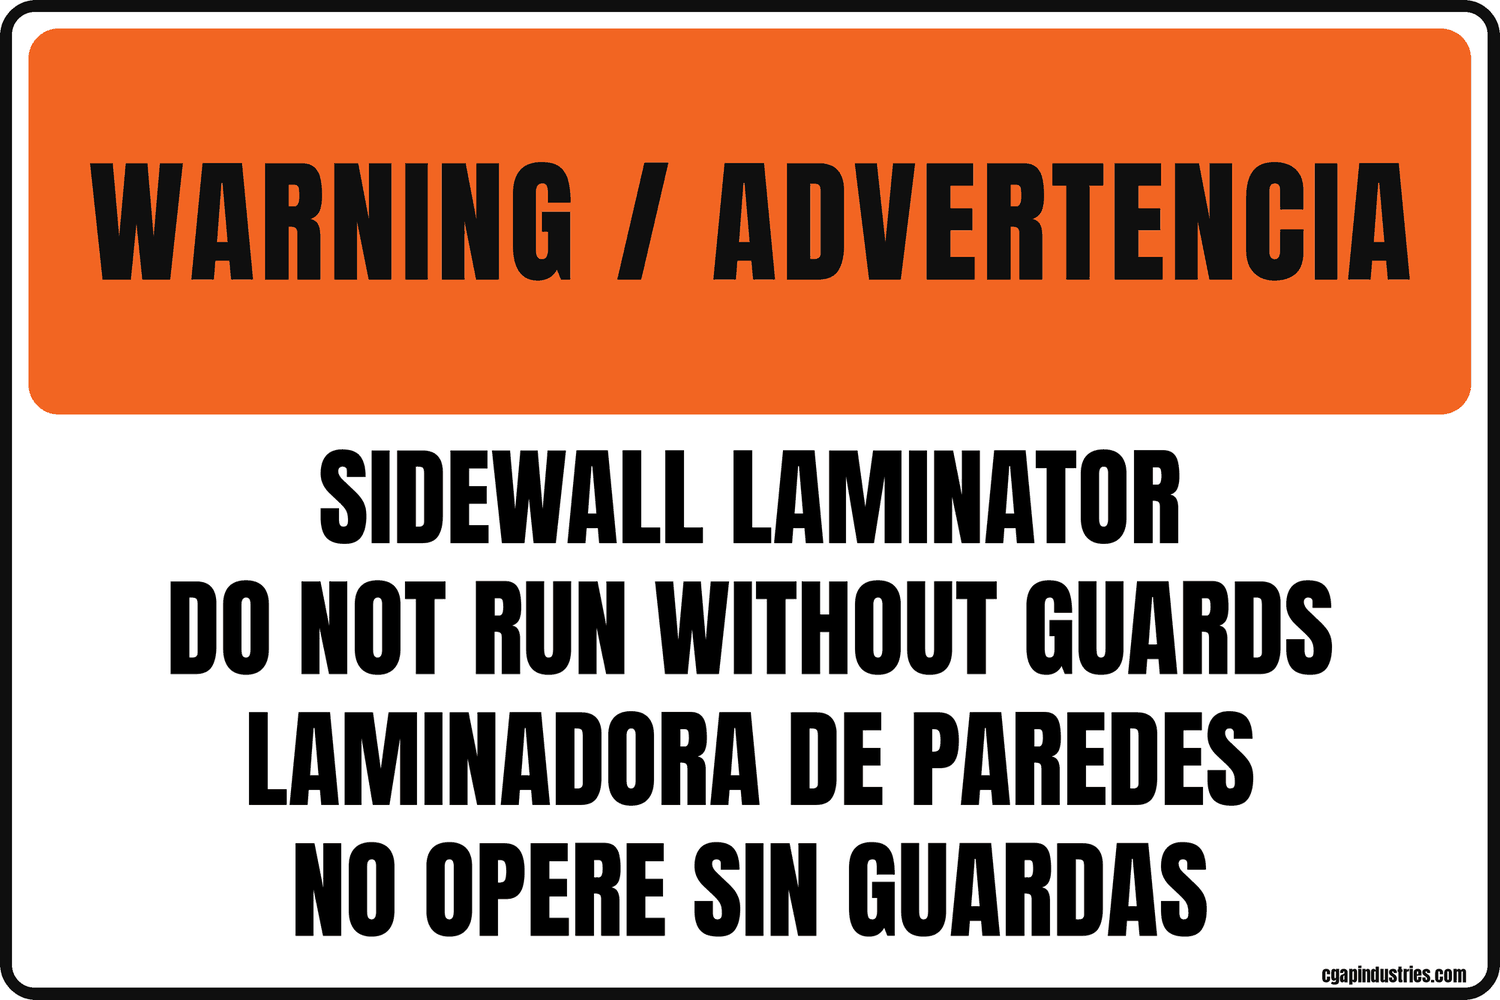 WARNING / ADVERTENCIA
SIDEWALL LAMINATOR
DO NOT RUN WITHOUT GUARDS
LAMINADORA DE PAREDES
NO OPERE SIN GUARDAS
cgapindustries.com